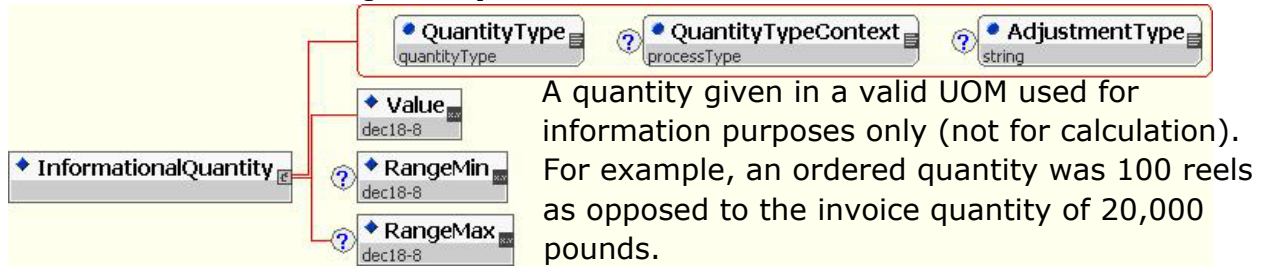 QuantityType
quantityType
? QuantityTypeContext
processType
? AdjustmentType
string
Value
dec18-8
InformationalQuantity
? RangeMin
dec18-8
? RangeMax
dec18-8
A quantity given in a valid UOM used for
information purposes only (not for calculation).
For example, an ordered quantity was 100 reels
as opposed to the invoice quantity of 20,000
pounds.